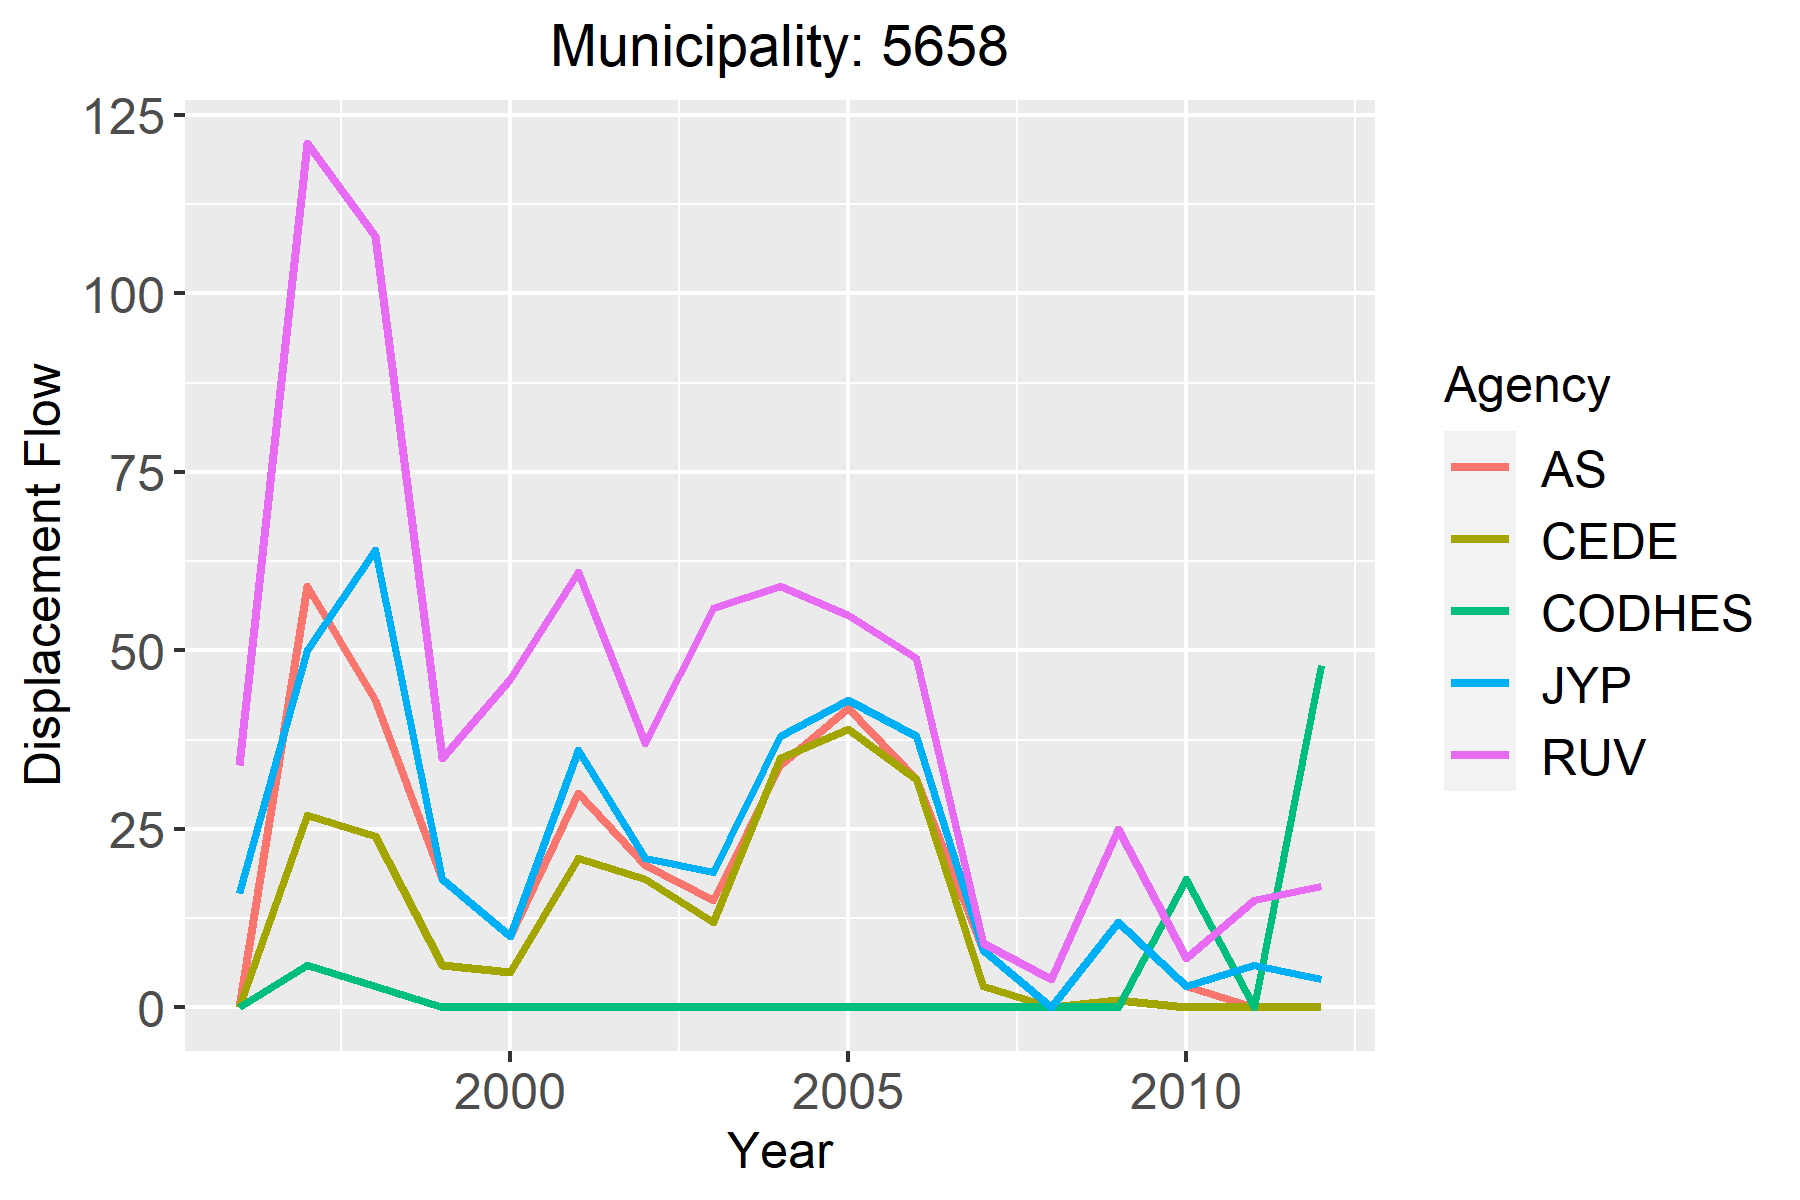 Municipality: 5658
125
100
75
50
25
0
Displacement Flow
2000 2005 2010
Year
Agency
AS
CEDE
CODHES
JYP
RUV